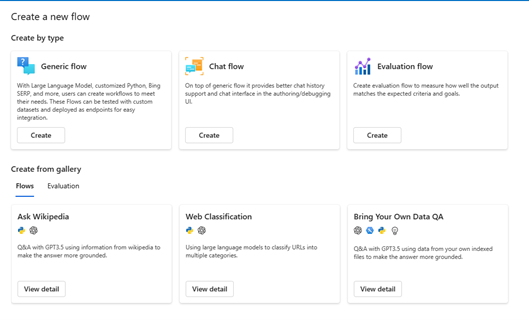 Create a new flow
Create by type
Generic flow
With Large Language Model, customized Python, Bing
SERP, and more, users can create workflows to meet
their needs. These Flows can be tested with custom
datasets and deployed as endpoints for easy
integration.
Create
Chat flow
On top of generic flow it provides better chat history
support and chat interface in the authoring/debugging
UI.
Create
Evaluation flow
Create evaluation flow to measure how well the output
matches the expected criteria and goals.
Create
Create from gallery
Flows
Evaluation
Ask Wikipedia
Q&A with GPT3.5 using information from wikipedia to
make the answer more grounded.
View detail
Web Classification
Using large language models to classify URLs into
multiple categories.
View detail
Bring Your Own Data QA
Q&A with GPT3.5 using data from your own indexed
files to make the answer more grounded.
View detail